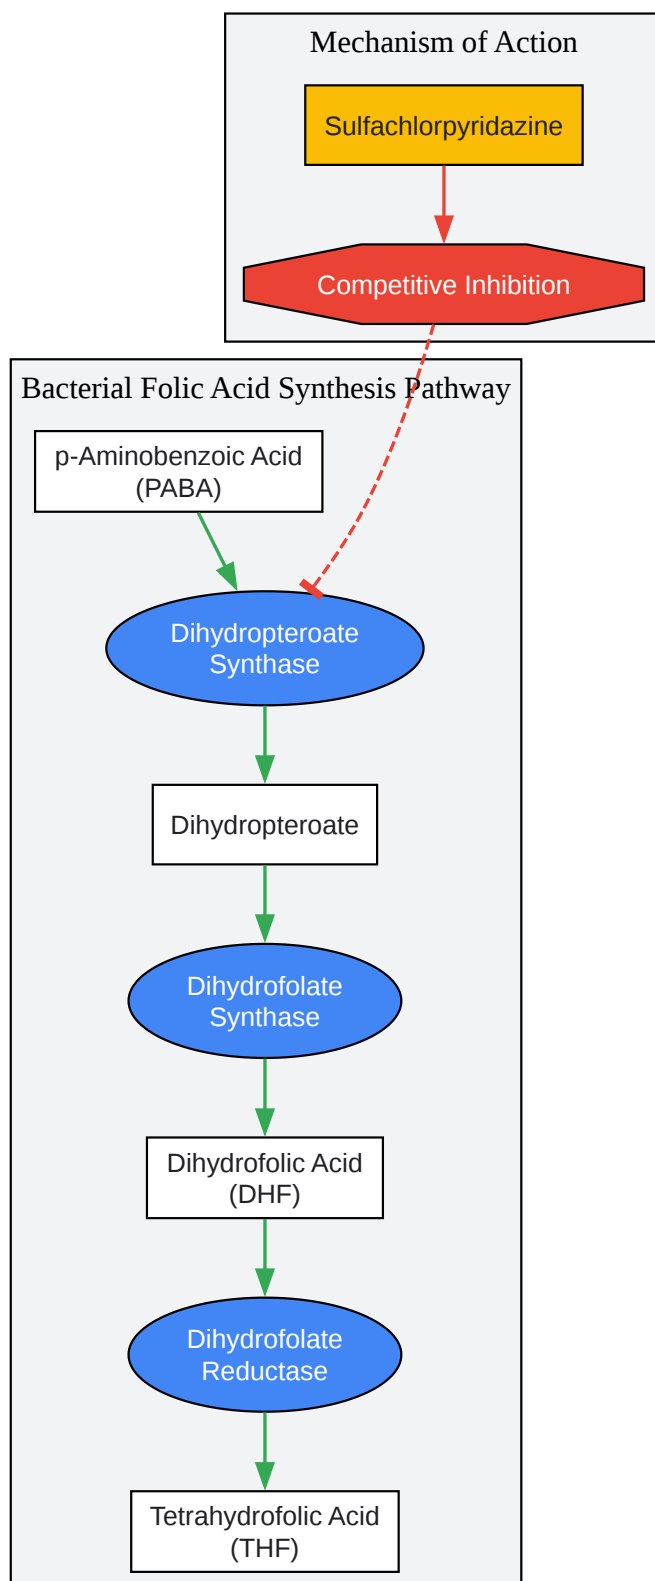 Mechanism of Action
Sulfachlorpyridazine
Competitive Inhibition
Bacterial Folic Acid Synthesis Pathway
p-Aminobenzoic Acid
(PABA)
Dihydropteroate
Synthase
Dihydropteroate
Dihydrofolate
Synthase
Dihydrofolic Acid
(DHF)
Dihydrofolate
Reductase
Tetrahydrofolic Acid
(THF)